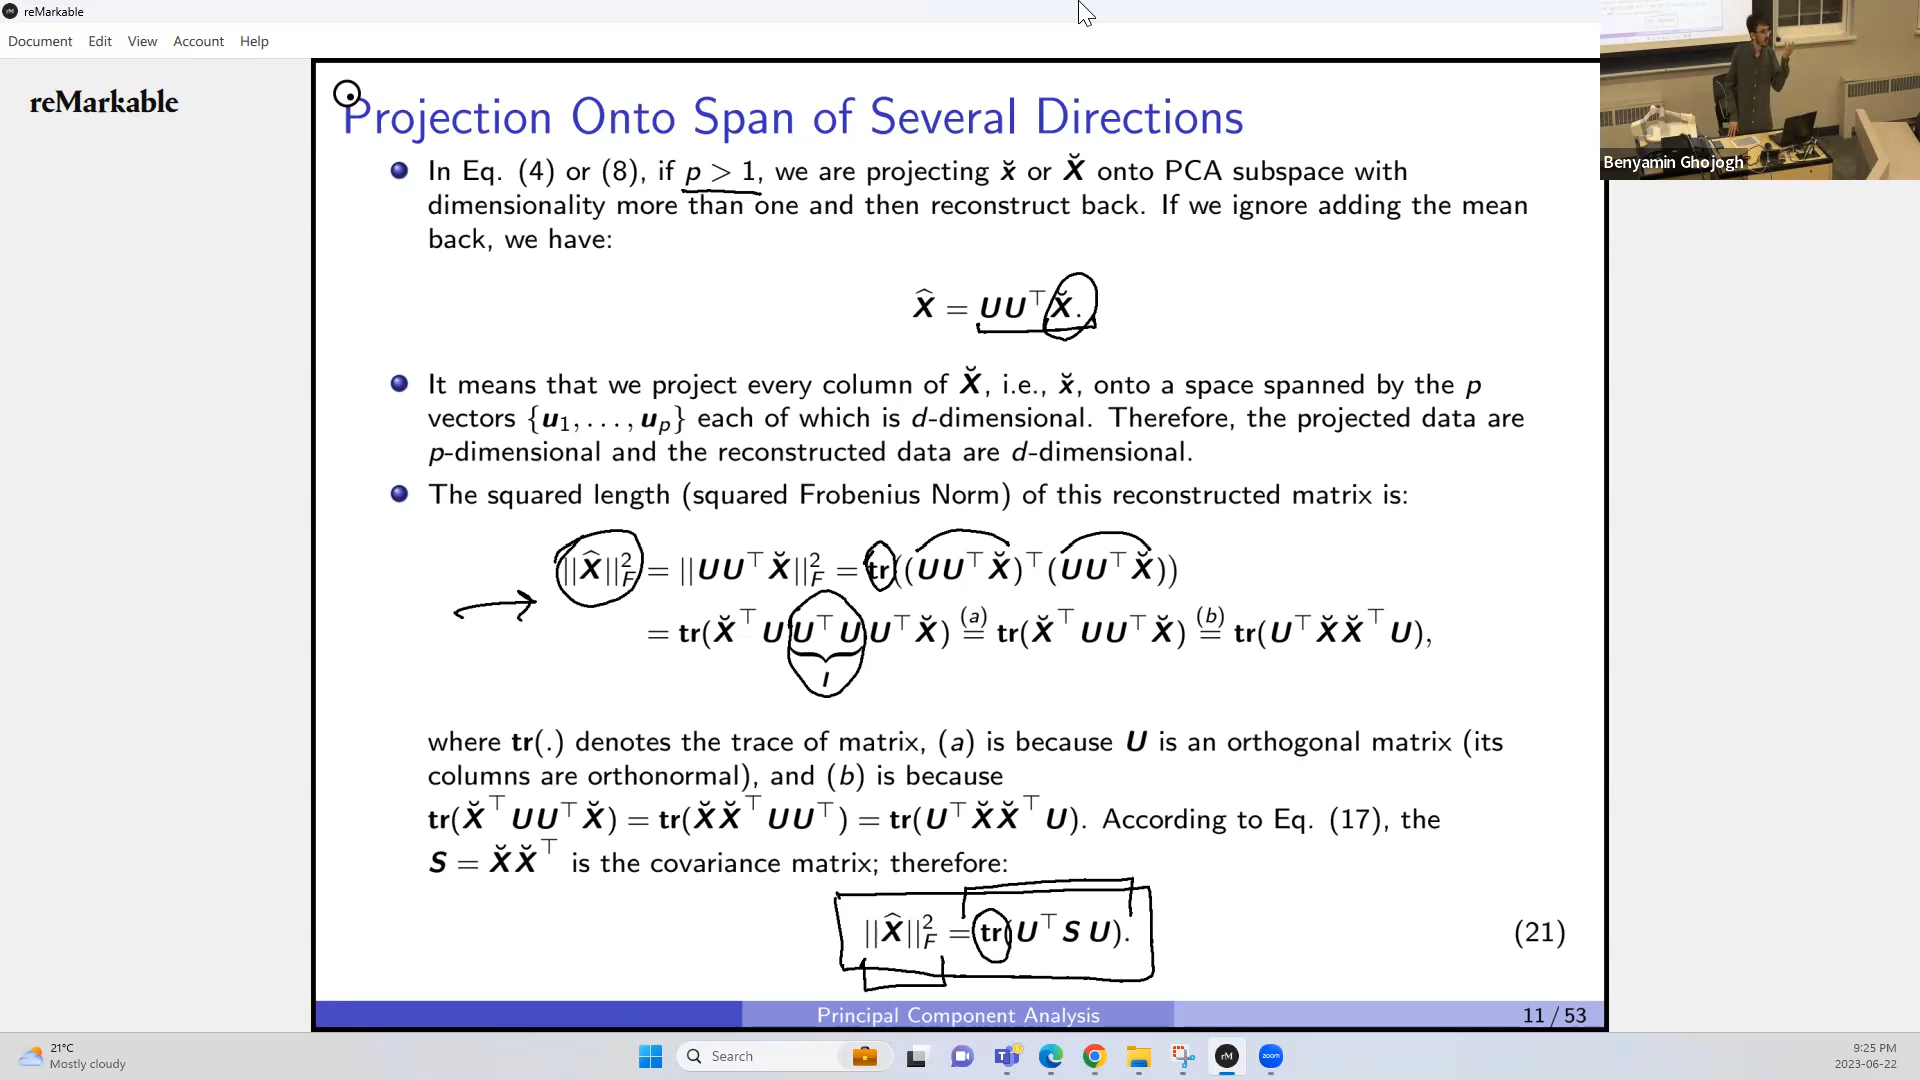 reMarkable
Document Edit View Account Help
reMarkable
Projection Onto Span of Several Directions
In Eq. (4) or (8), if p > 1, we are projecting x̆ or X̆ onto PCA subspace with
dimensionality more than one and then reconstruct back. If we ignore adding the mean
back, we have:
X̂ = UU⊤X̆.
It means that we project every column of X̆, i.e., x̆, onto a space spanned by the p
vectors {u₁, . . . , uₚ} each of which is d-dimensional. Therefore, the projected data are
p-dimensional and the reconstructed data are d-dimensional.
The squared length (squared Frobenius Norm) of this reconstructed matrix is:
||X̂||²_F = ||UU⊤X̆||²_F = tr((UU⊤X̆)⊤(UU⊤X̆))
= tr(X̆⊤UU⊤UU⊤X̆) (a)= tr(X̆⊤UU⊤X̆) (b)= tr(U⊤X̆X̆⊤U),
I
where tr(.) denotes the trace of matrix, (a) is because U is an orthogonal matrix (its
columns are orthonormal), and (b) is because
tr(X̆⊤UU⊤X̆) = tr(X̆X̆⊤UU⊤) = tr(U⊤X̆X̆⊤U). According to Eq. (17), the
S = X̆X̆⊤ is the covariance matrix; therefore:
||X̂||²_F = tr(U⊤S U). (21)
Principal Component Analysis 11 / 53
Benyamin Ghojogh
21°C
Mostly cloudy
Search
rM
zoom
9:25 PM
2023-06-22